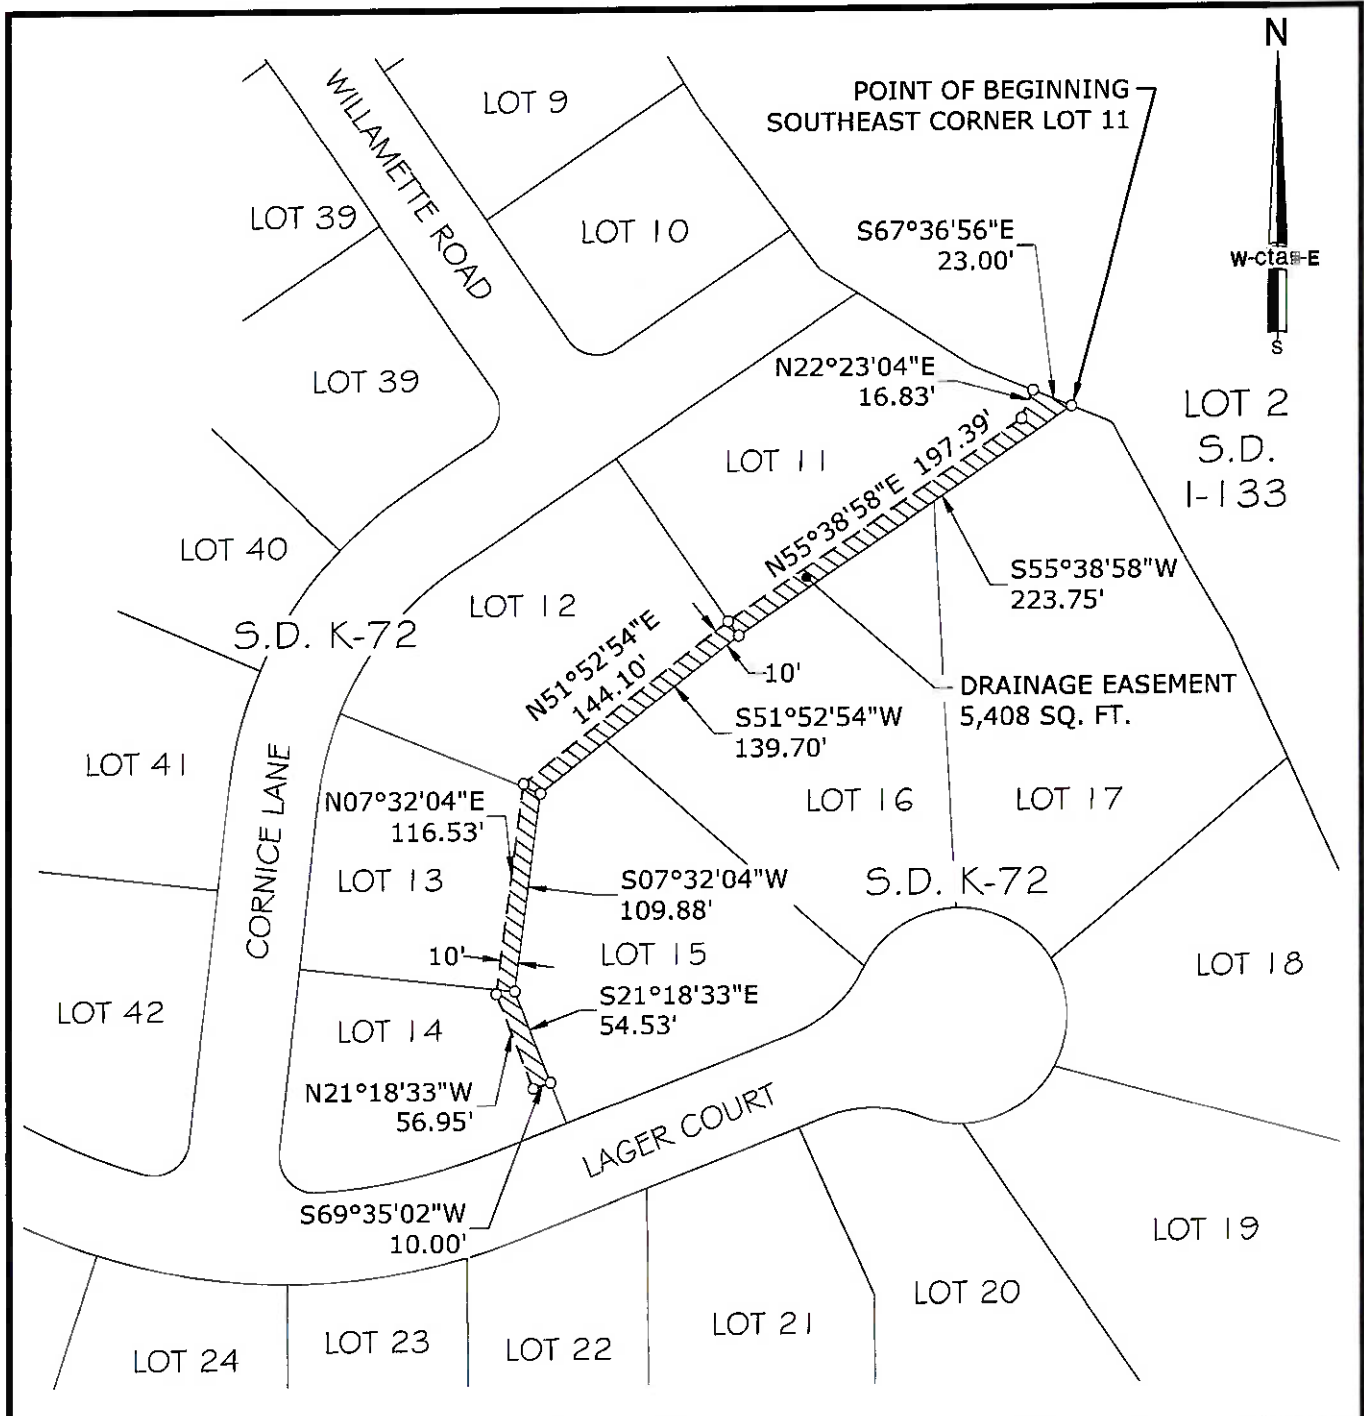 N
POINT OF BEGINNING
SOUTHEAST CORNER LOT 11
LOT 9
WILLAMETTE ROAD
LOT 39
LOT 10
S67°36'56"E
23.00'
S
LOT 39
N22°23'04"E
16.83'
LOT 2
S.D.
I-133
LOT 11
N55°38'58"E 197.39'
LOT 40
S55°38'58"W
223.75'
LOT 12
S.D. K-72
N51°52'54"E
144.10'
10'
DRAINAGE EASEMENT
5,408 SQ. FT.
S51°52'54"W
139.70'
LOT 41
CORNICE LANE
N07°32'04"E
116.53'
LOT 16
LOT 17
LOT 13
S07°32'04"W
109.88'
S.D. K-72
10'
LOT 15
LOT 18
LOT 42
LOT 14
S21°18'33"E
54.53'
N21°18'33"W
56.95'
LAGER COURT
S69°35'02"W
10.00'
LOT 19
LOT 20
LOT 21
LOT 22
LOT 23
LOT 24